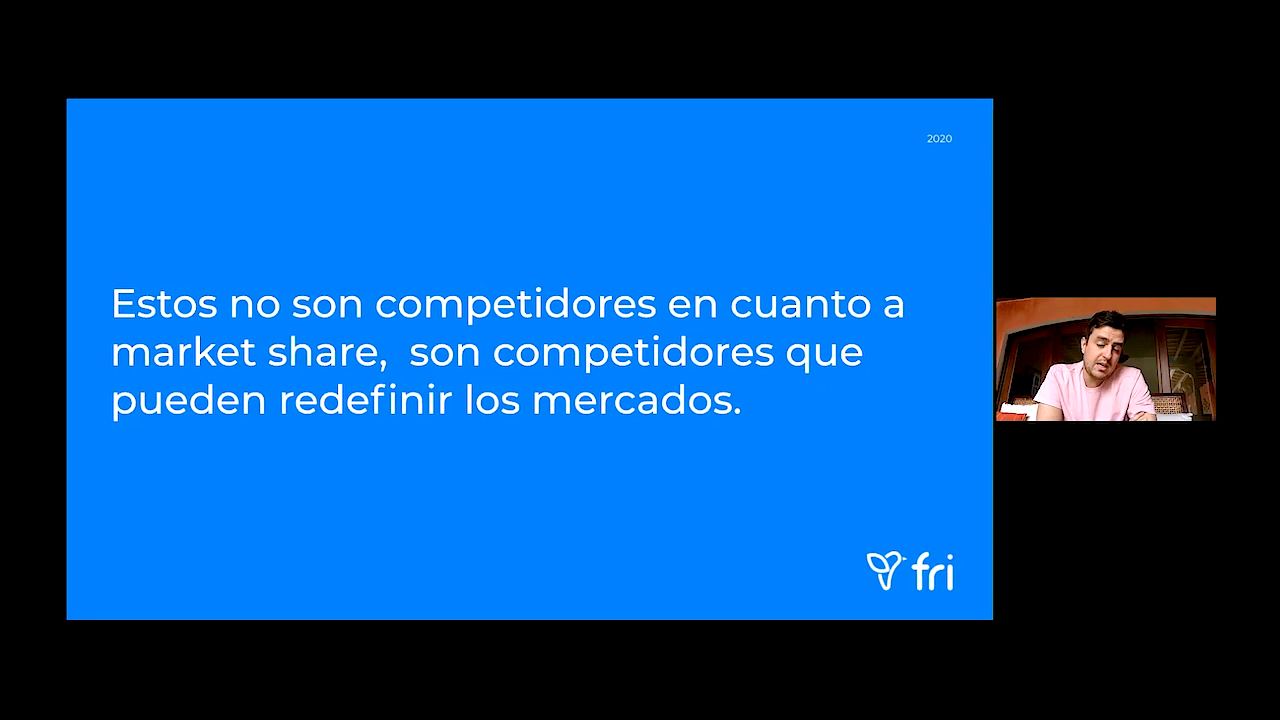 2020
Estos no son competidores en cuanto a
market share,  son competidores que
pueden redefinir los mercados.
fri